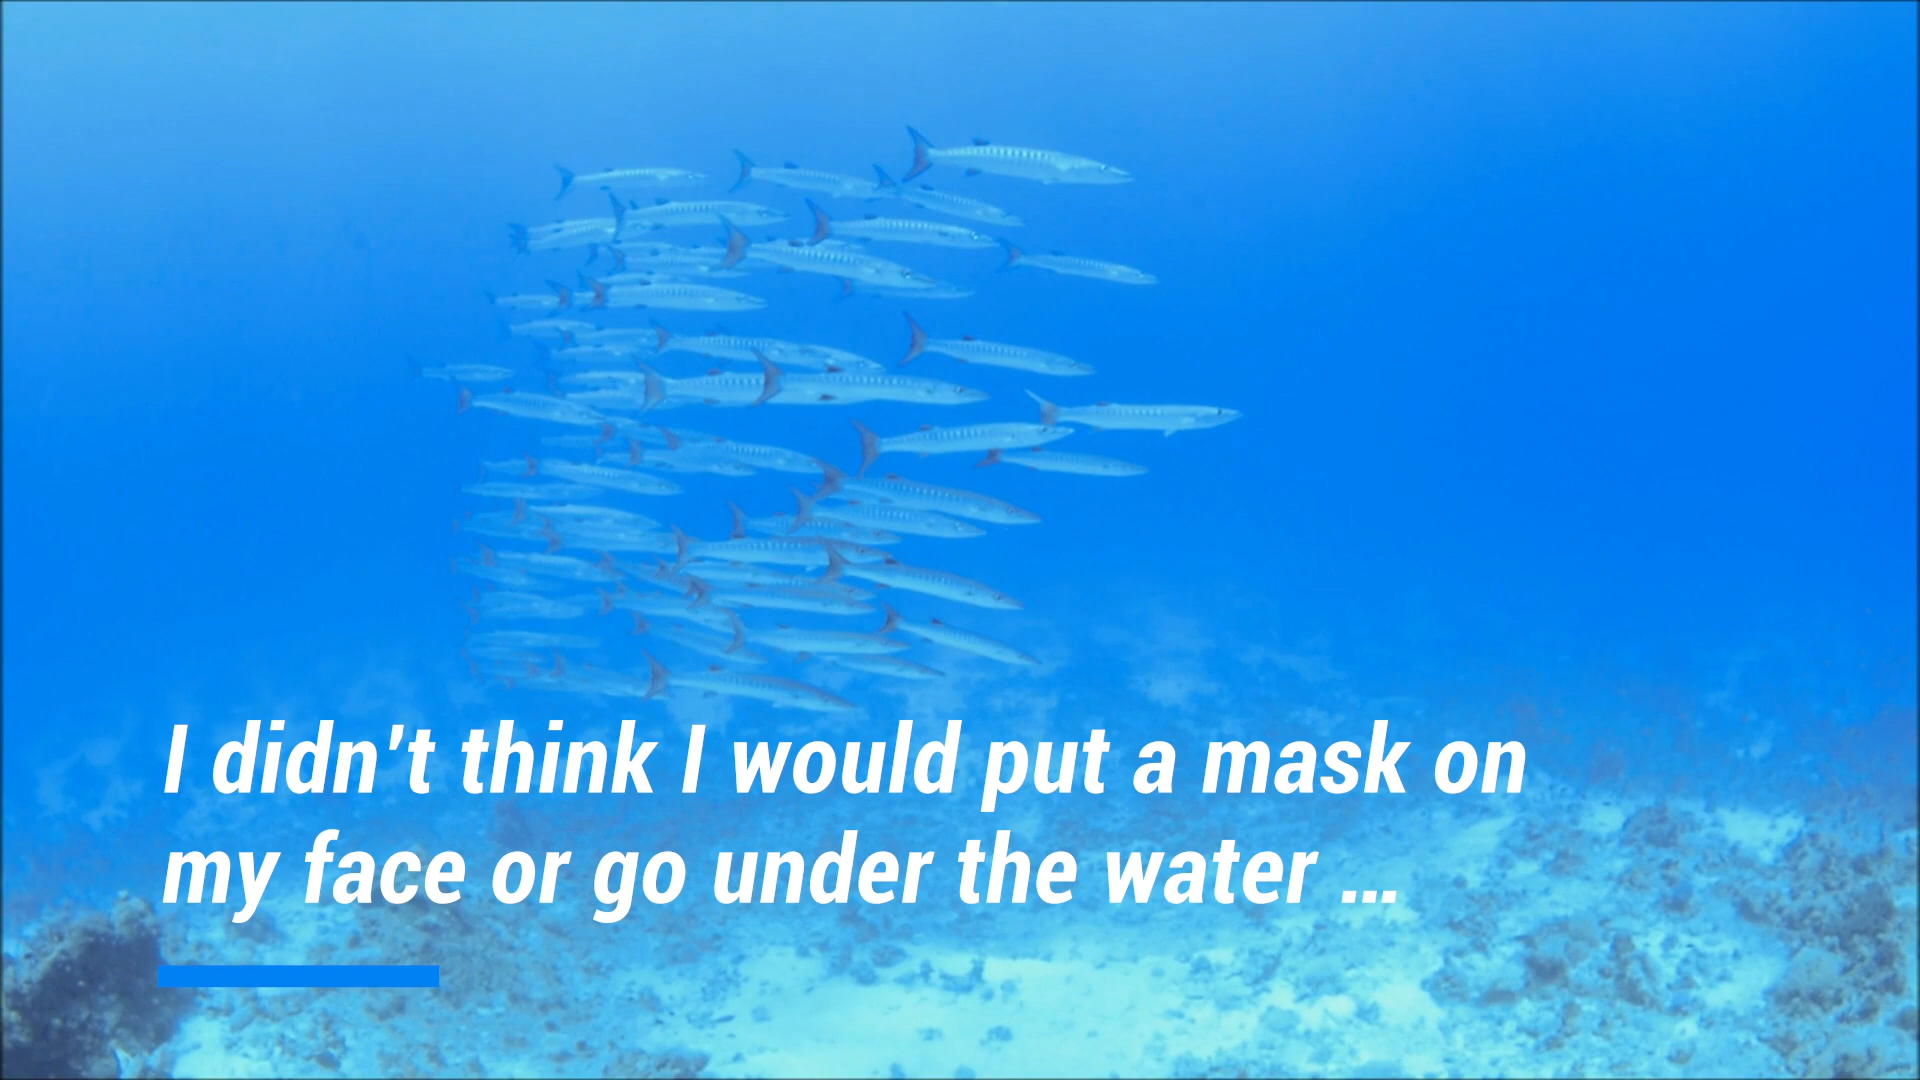 I didn’t think I would put a mask on
my face or go under the water …